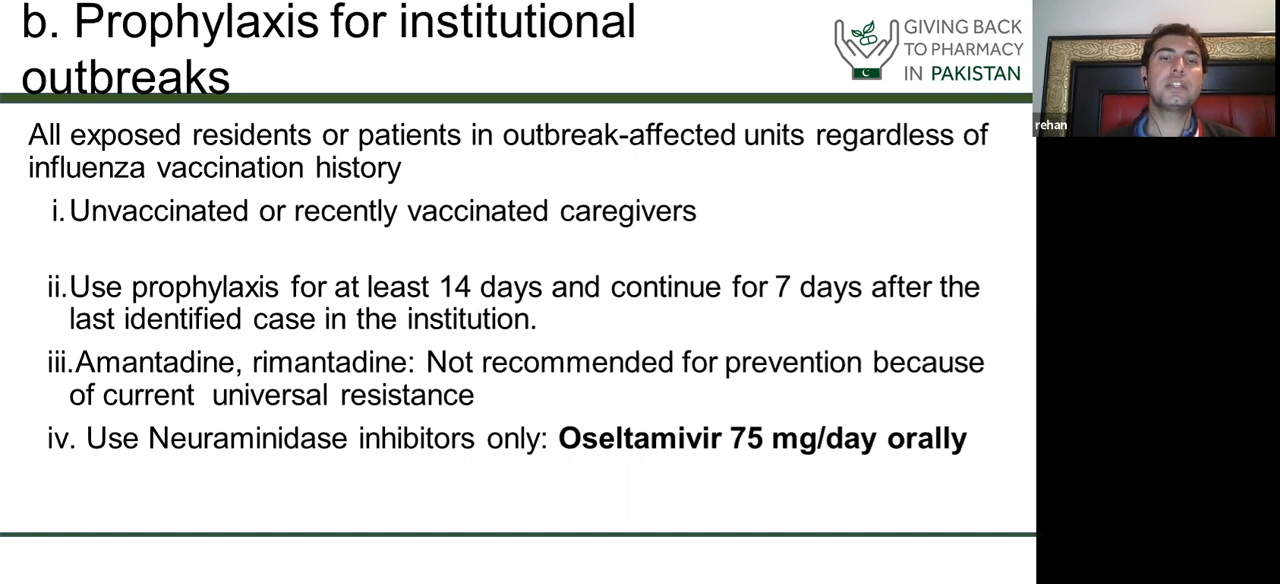 b. Prophylaxis for institutional
outbreaks
GIVING BACK
TO PHARMACY
IN PAKISTAN
rehan
All exposed residents or patients in outbreak-affected units regardless of
influenza vaccination history
i. Unvaccinated or recently vaccinated caregivers
ii. Use prophylaxis for at least 14 days and continue for 7 days after the
last identified case in the institution.
iii. Amantadine, rimantadine: Not recommended for prevention because
of current universal resistance
iv. Use Neuraminidase inhibitors only: Oseltamivir 75 mg/day orally